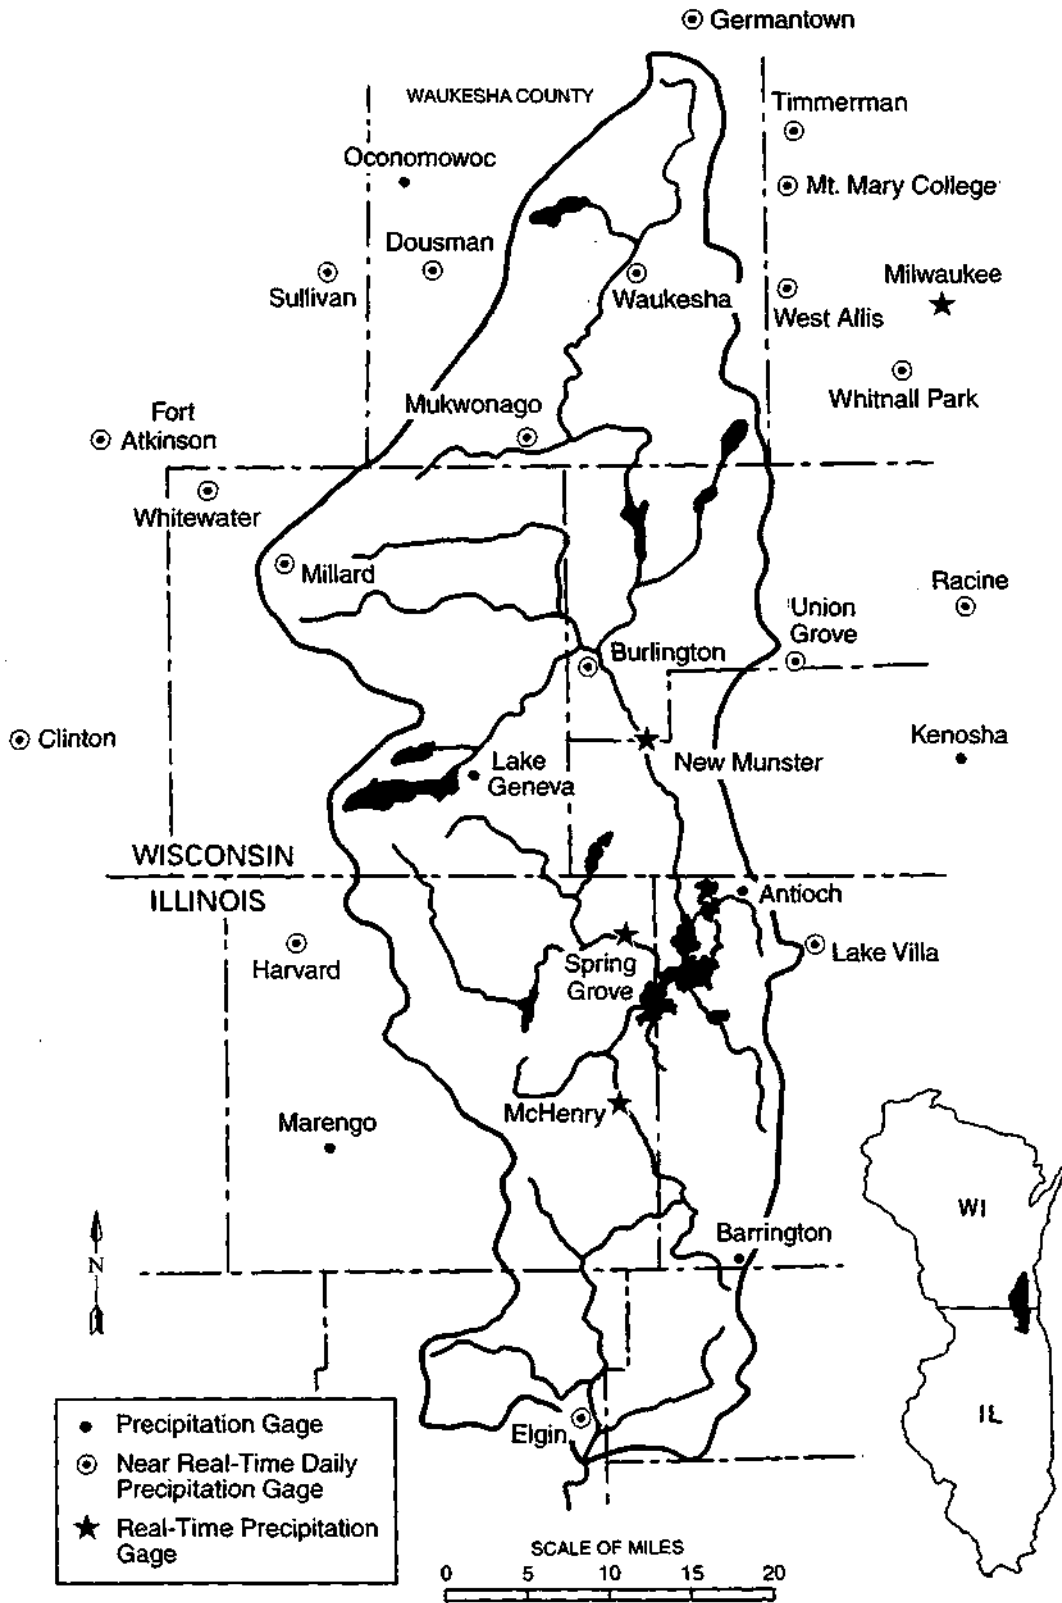 Germantown
WAUKESHA COUNTY
Timmerman
Oconomowoc
Mt. Mary College
Dousman
Sullivan
Waukesha
Milwaukee
West Allis
Whitnall Park
Mukwonago
Fort
Atkinson
Whitewater
Millard
Racine
Union
Grove
Burlington
Clinton
Kenosha
Lake
Geneva
New Munster
WISCONSIN
ILLINOIS
Antioch
Harvard
Spring
Grove
Lake Villa
McHenry
Marengo
Barrington
N
WI
IL
Elgin
Precipitation Gage
Near Real-Time Daily
Precipitation Gage
Real-Time Precipitation
Gage
SCALE OF MILES
0 5 10 15 20